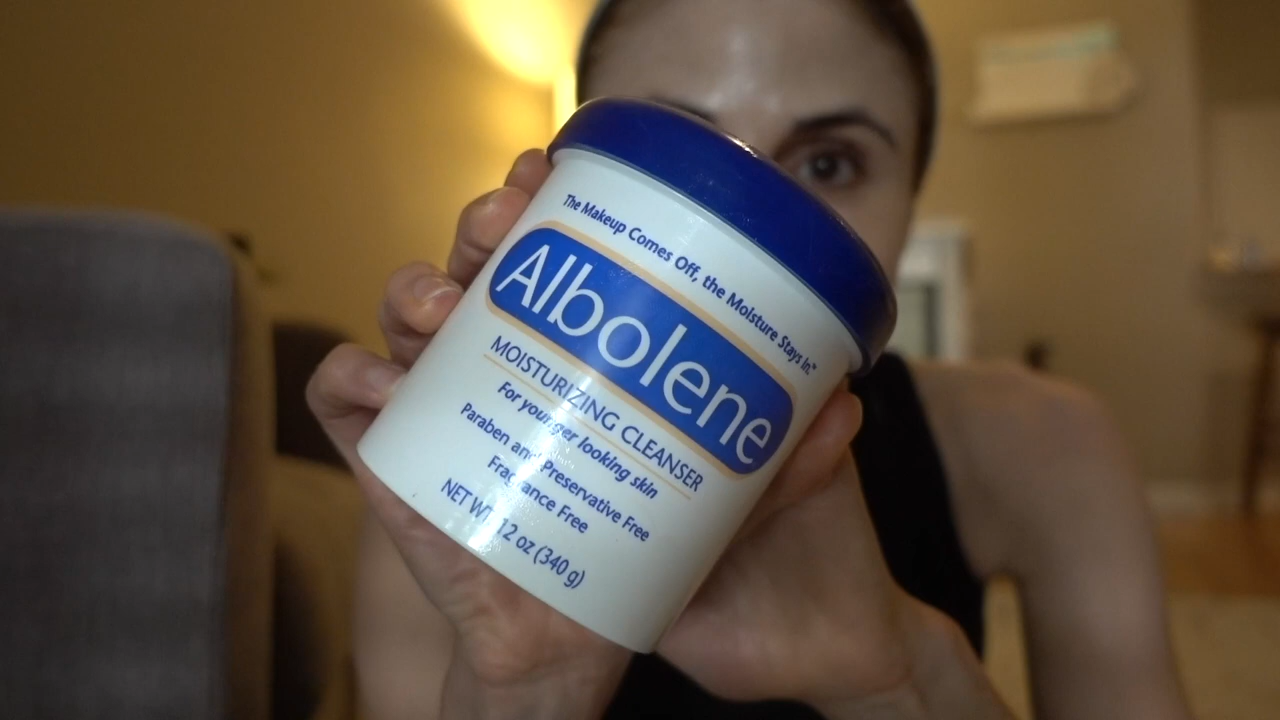 The Makeup Comes Off, the Moisture Stays In.™
Albolene
MOISTURIZING CLEANSER
For younger looking skin
Paraben and Preservative Free
Fragrance Free
NET WT 12 oz (340 g)